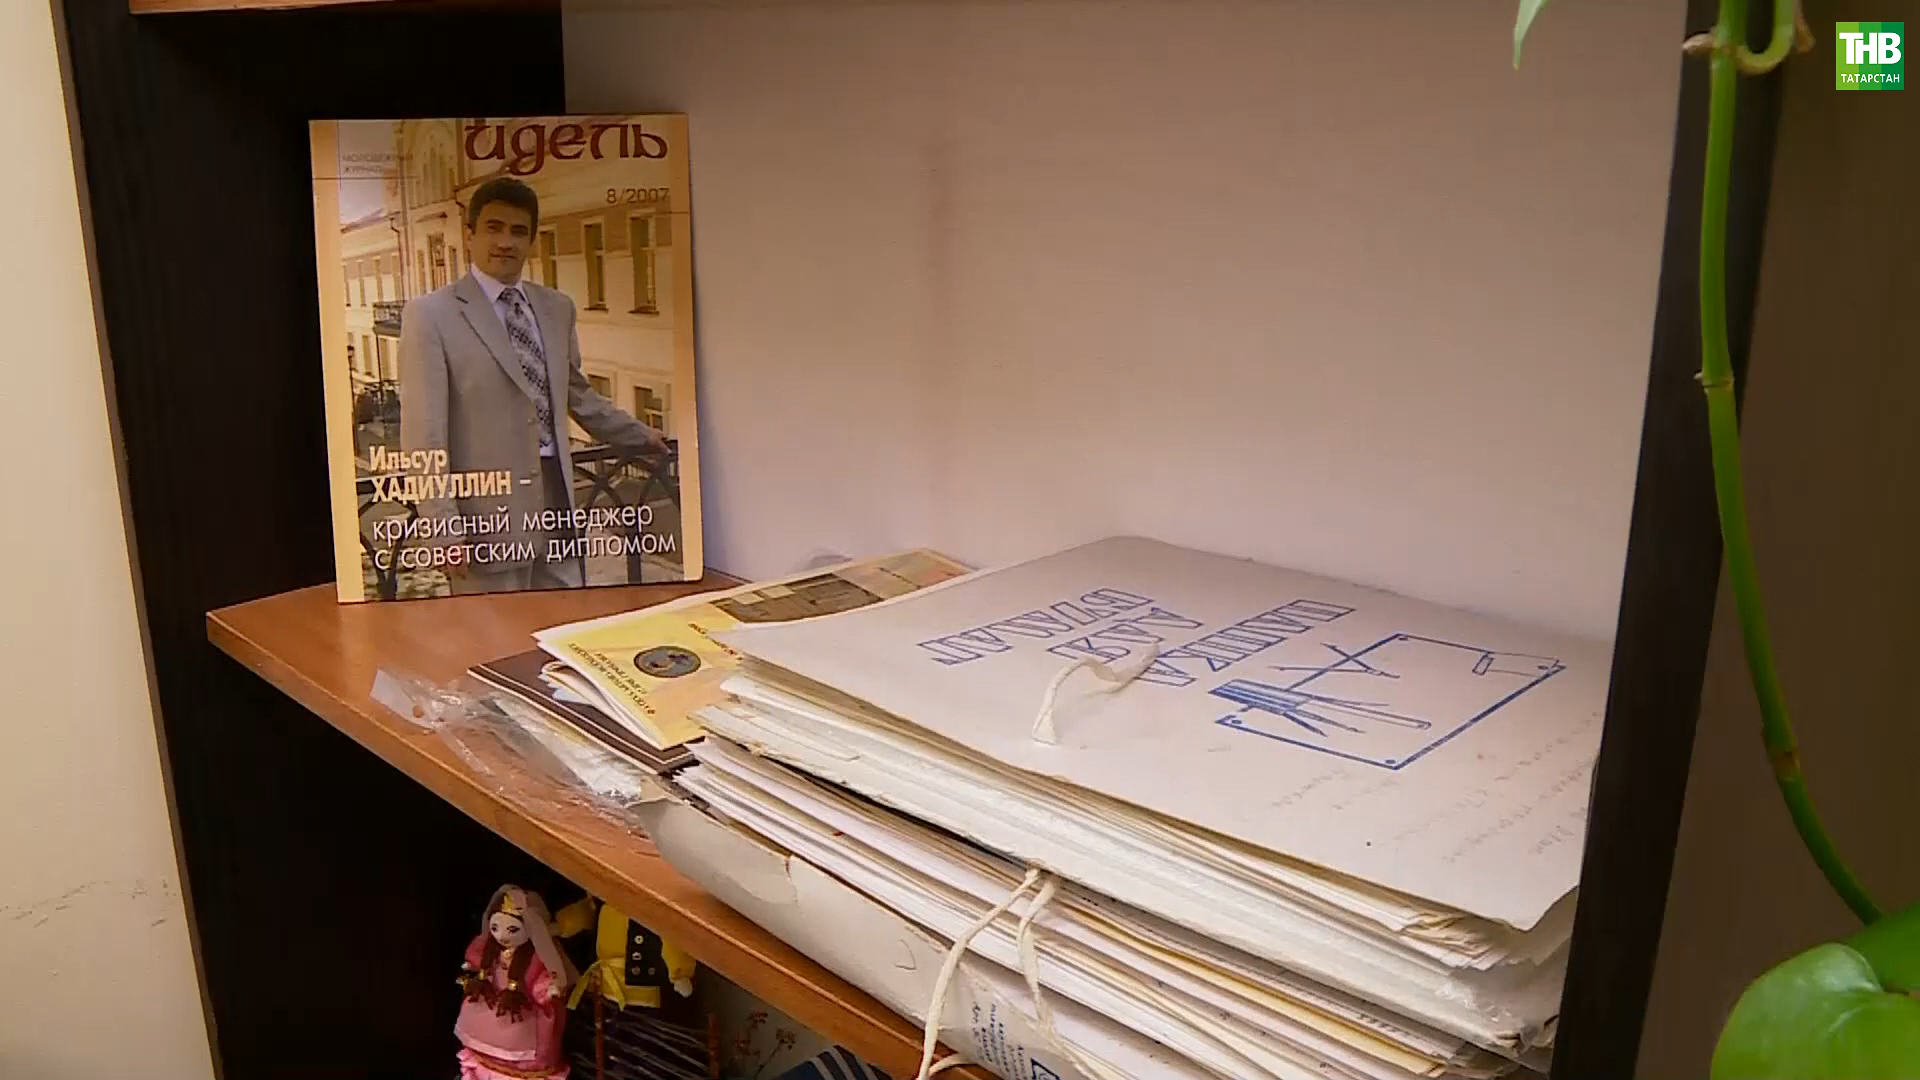 ТНВ
ТАТАРСТАН
идель
МОЛОДЕЖНЫЙ
ЖУРНАЛ
8/2007
Ильсур
ХАДИУЛЛИН –
кризисный менеджер
с советским дипломом
ПАПКА
ДЛЯ
БУМАГ